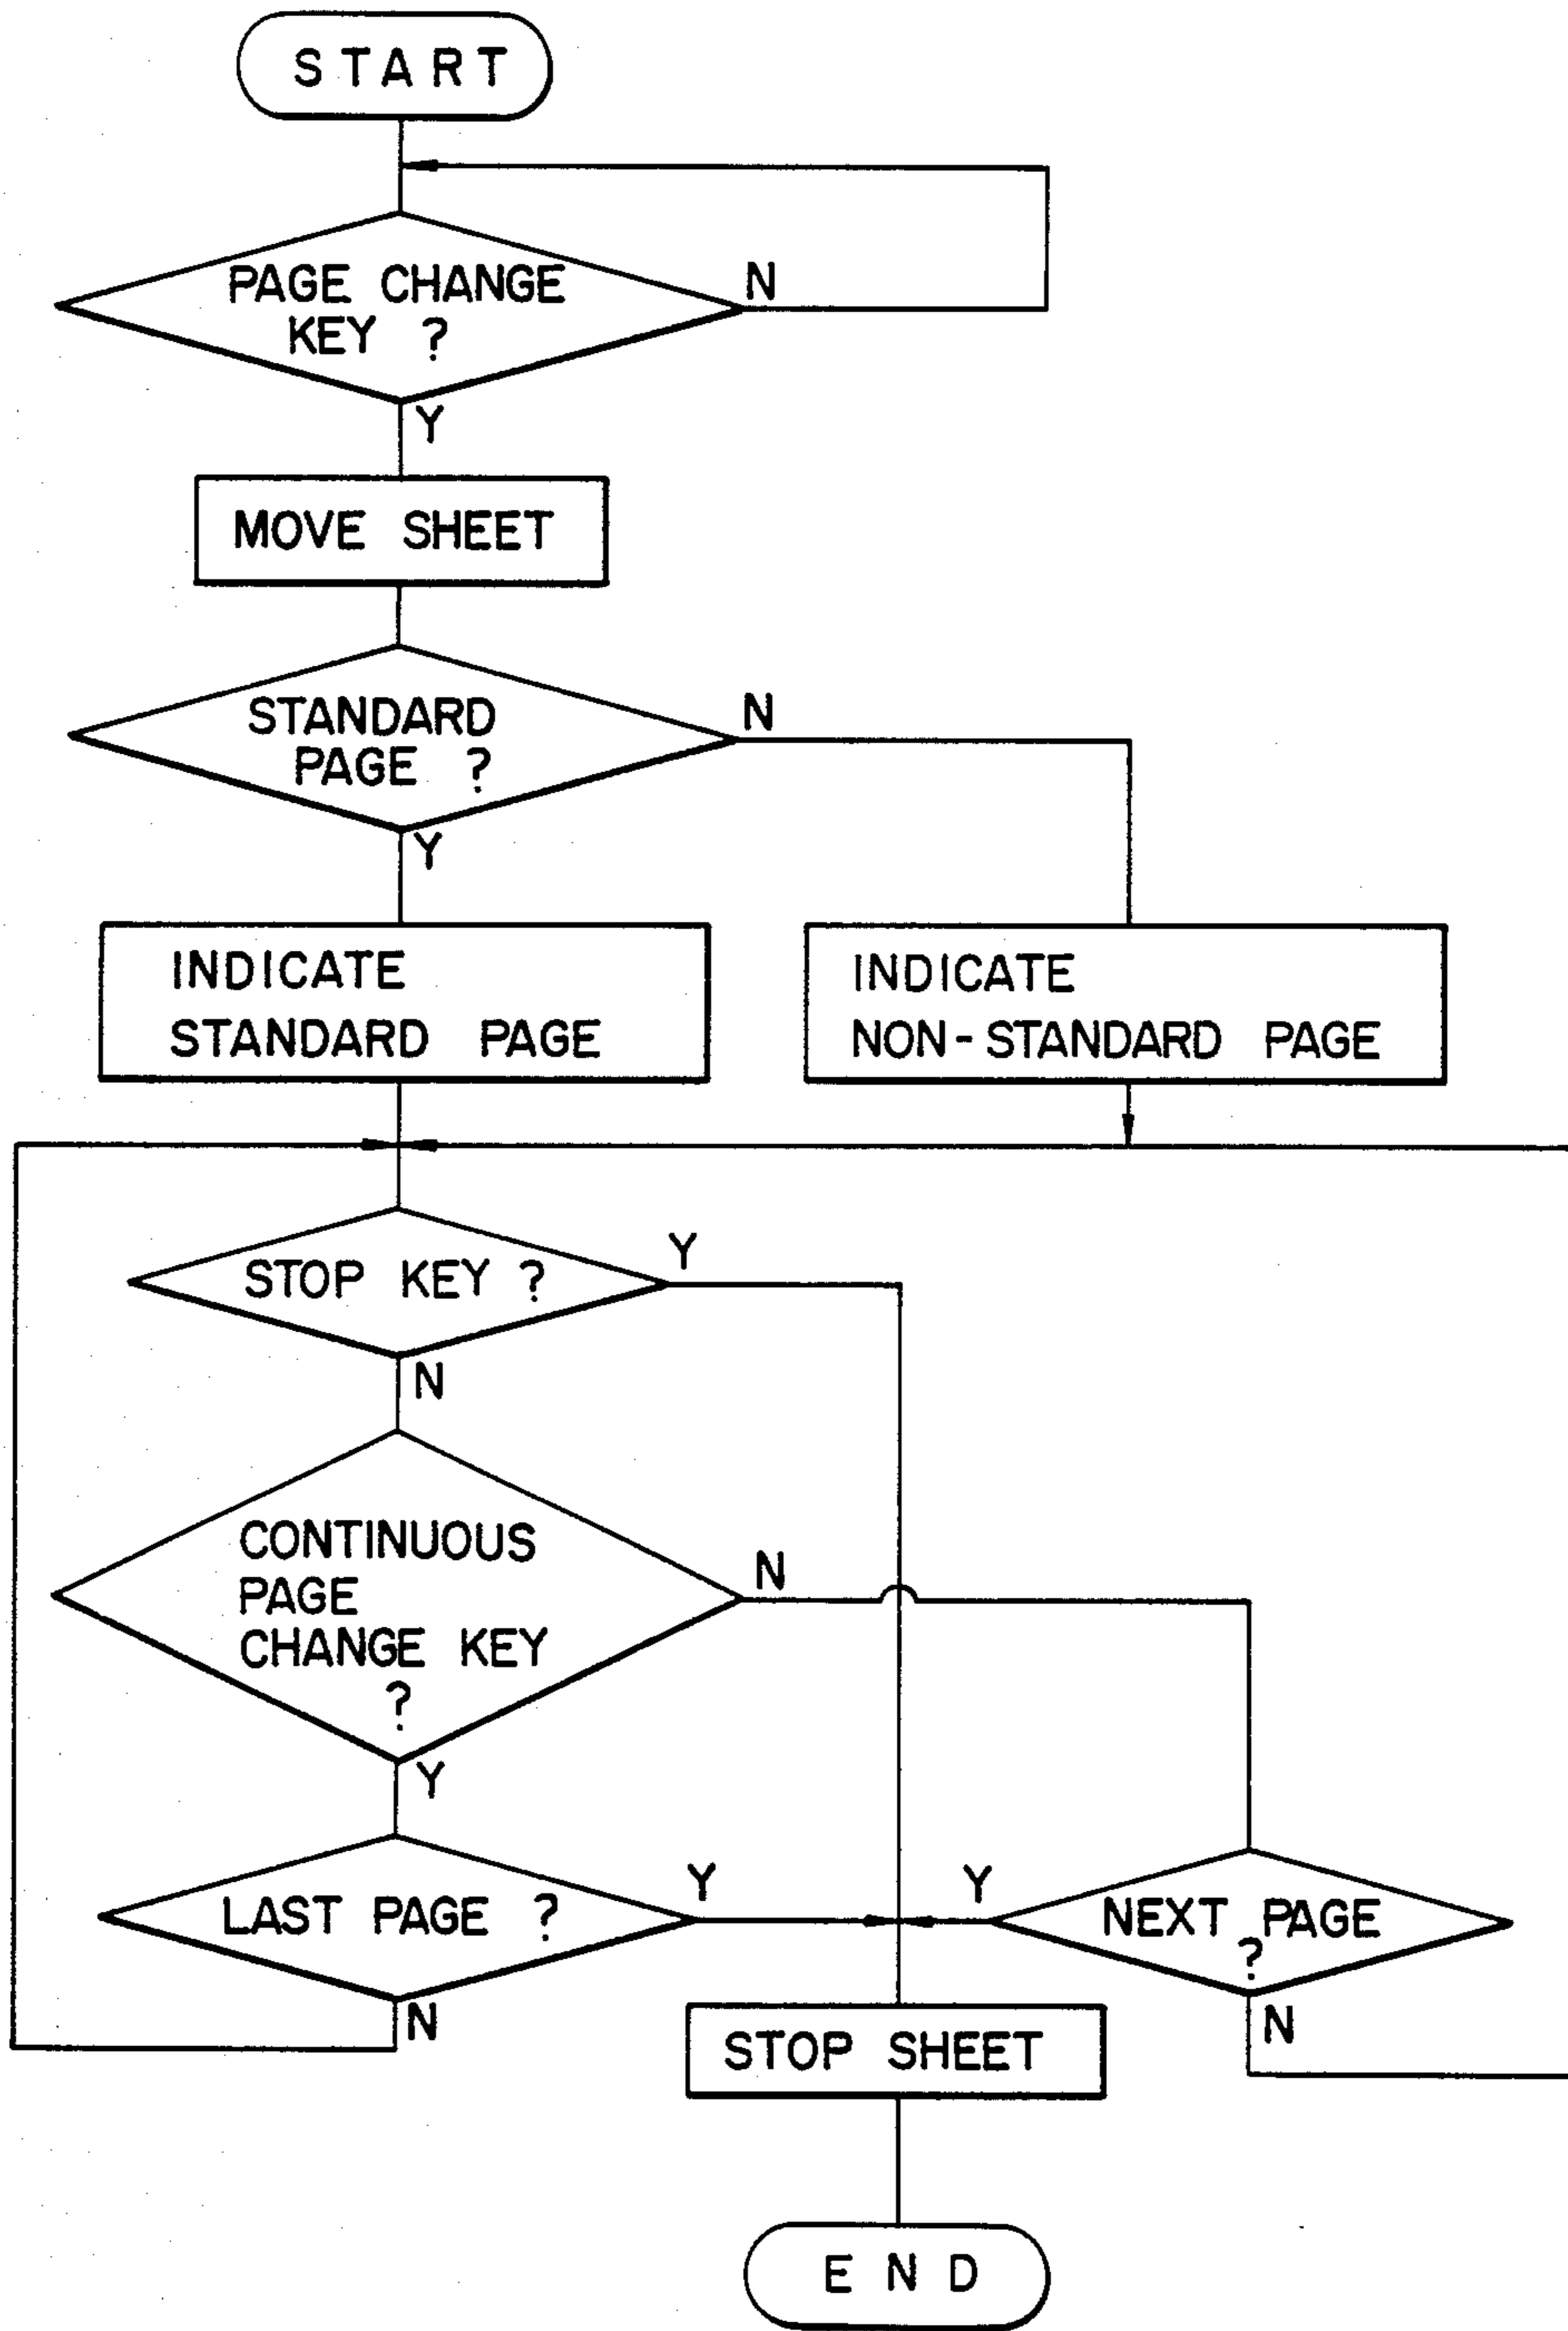 START
PAGE CHANGE
KEY ?
N
Y
MOVE SHEET
STANDARD
PAGE ?
N
Y
INDICATE
STANDARD PAGE
INDICATE
NON-STANDARD PAGE
STOP KEY ?
Y
N
CONTINUOUS
PAGE
CHANGE KEY
?
N
Y
LAST PAGE ?
Y
N
Y
NEXT PAGE
?
N
STOP SHEET
END